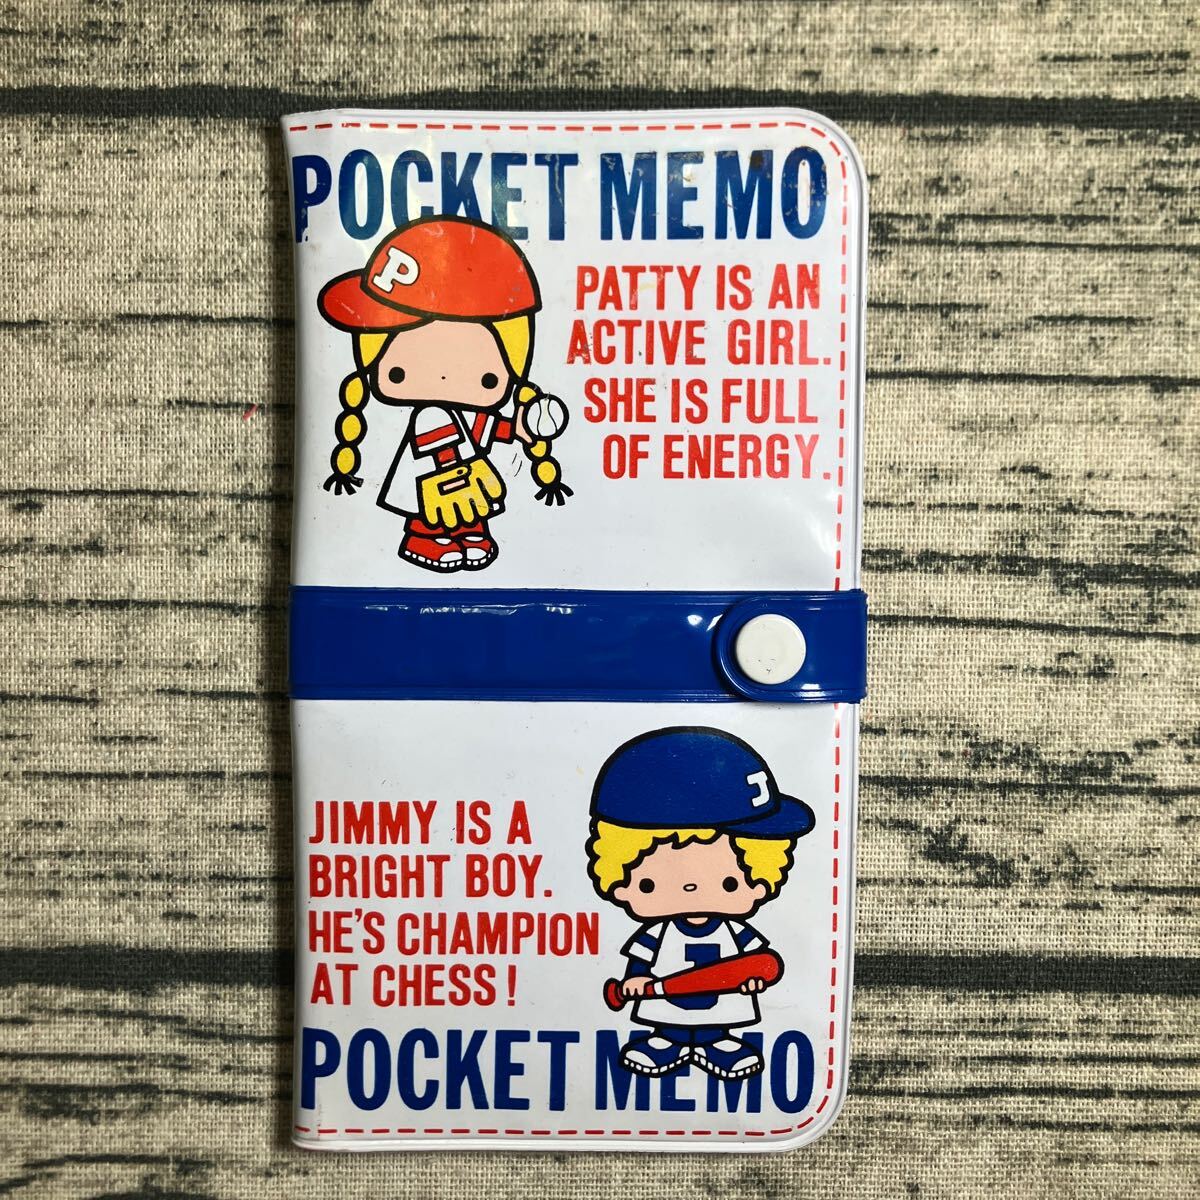 POCKET MEMO
P
PATTY IS AN
ACTIVE GIRL.
SHE IS FULL
OF ENERGY.
J
JIMMY IS A
BRIGHT BOY.
HE'S CHAMPION
AT CHESS!
J
POCKET MEMO